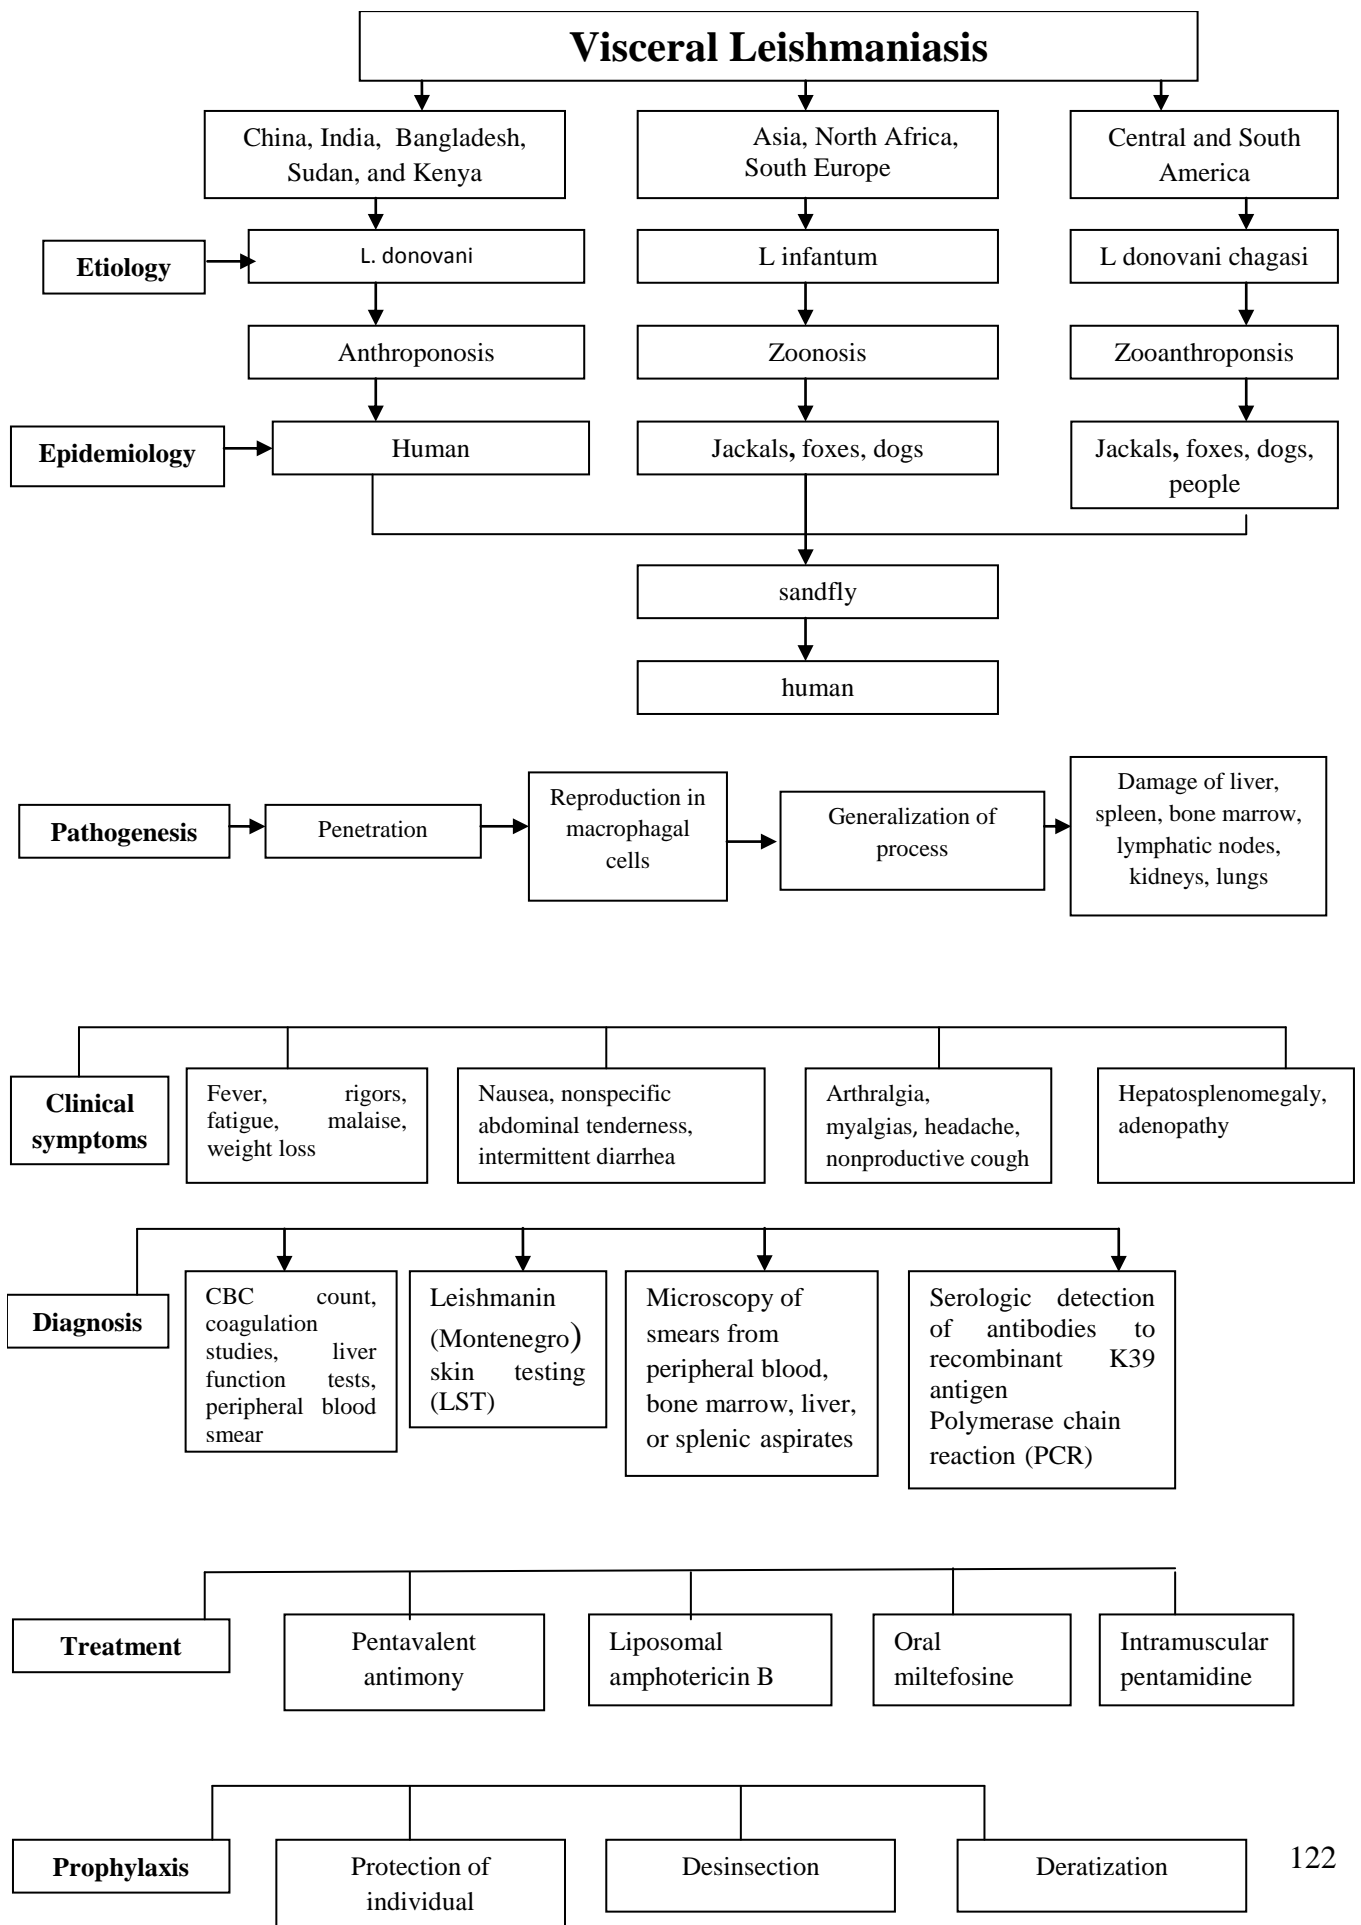 Visceral Leishmaniasis
China, India, Bangladesh,
Sudan, and Kenya
Asia, North Africa,
South Europe
Central and South
America
Etiology
L. donovani
L infantum
L donovani chagasi
Anthroponosis
Zoonosis
Zooanthroponsis
Epidemiology
Human
Jackals, foxes, dogs
Jackals, foxes, dogs,
people
sandfly
human
Pathogenesis
Penetration
Reproduction in
macrophagal
cells
Generalization of
process
Damage of liver,
spleen, bone marrow,
lymphatic nodes,
kidneys, lungs
Clinical
symptoms
Fever, rigors,
fatigue, malaise,
weight loss
Nausea, nonspecific
abdominal tenderness,
intermittent diarrhea
Arthralgia,
myalgias, headache,
nonproductive cough
Hepatosplenomegaly,
adenopathy
Diagnosis
CBC count,
coagulation
studies, liver
function tests,
peripheral blood
smear
Leishmanin
(Montenegro)
skin testing
(LST)
Microscopy of
smears from
peripheral blood,
bone marrow, liver,
or splenic aspirates
Serologic detection
of antibodies to
recombinant K39
antigen
Polymerase chain
reaction (PCR)
Treatment
Pentavalent
antimony
Liposomal
amphotericin B
Oral
miltefosine
Intramuscular
pentamidine
Prophylaxis
Protection of
individual
Desinsection
Deratization
122